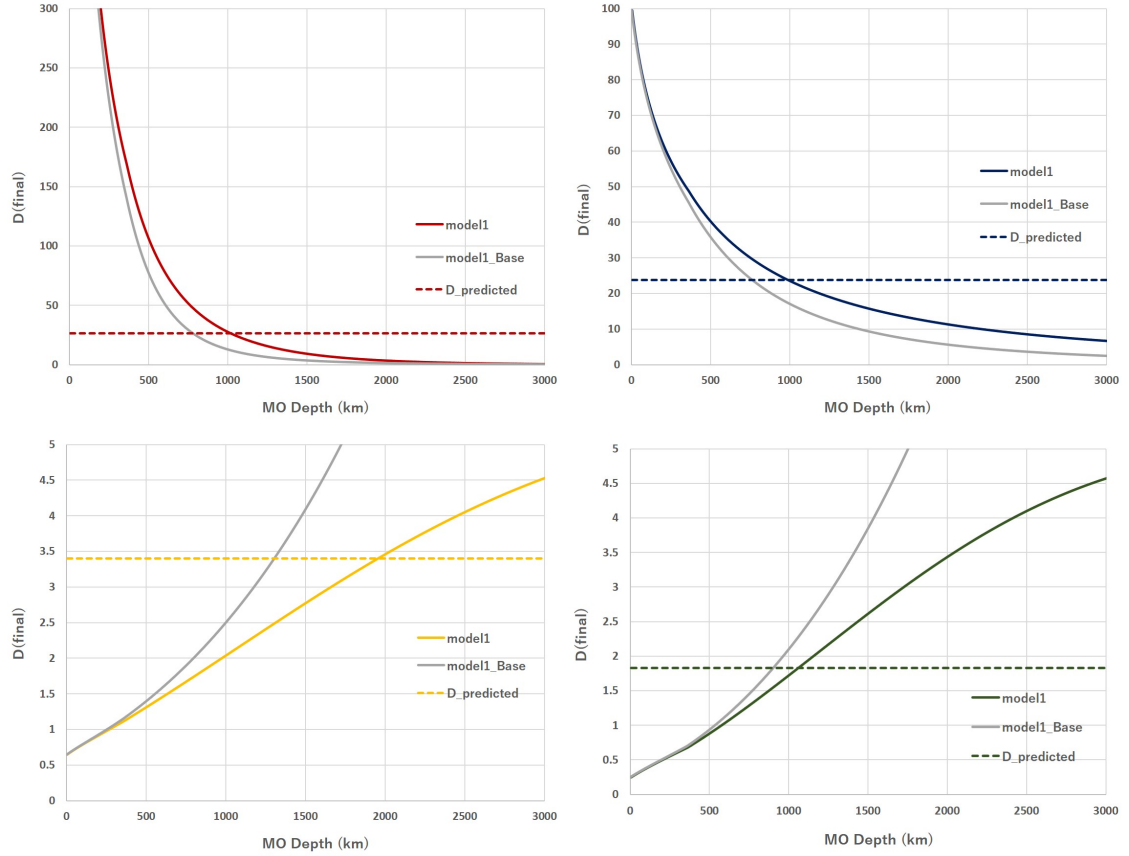 300
250
200
150
100
50
0
D(final)
0 500 1000 1500 2000 2500 3000
MO Depth (km)
model1
model1_Base
D_predicted
100
90
80
70
60
50
40
30
20
10
0
D(final)
0 500 1000 1500 2000 2500 3000
MO Depth (km)
model1
model1_Base
D_predicted
5
4.5
4
3.5
3
2.5
2
1.5
1
0.5
0
D(final)
0 500 1000 1500 2000 2500 3000
MO Depth (km)
model1
model1_Base
D_predicted
5
4.5
4
3.5
3
2.5
2
1.5
1
0.5
0
D(final)
0 500 1000 1500 2000 2500 3000
MO Depth (km)
model1
model1_Base
D_predicted